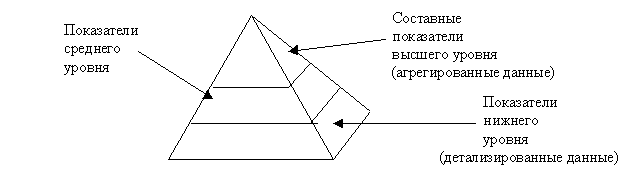 Показатели
среднего
уровня
Составные
показатели
высшего уровня
(агрегированные данные)
Показатели
нижнего
уровня
(детализированные данные)